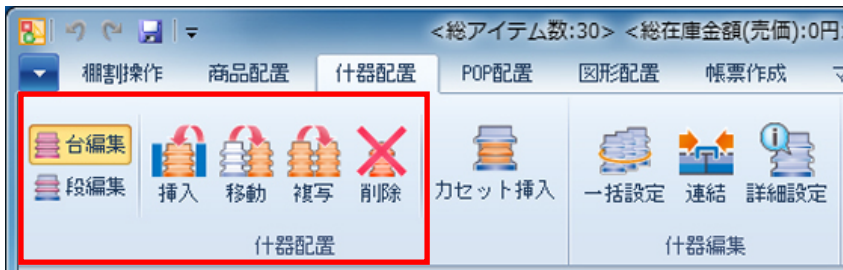 <総アイテム数:30> <総在庫金額(売価):0円
棚割操作 商品配置 什器配置 POP配置 図形配置 帳票作成
台編集
段編集
挿入 移動 複写 削除 カセット挿入 一括設定 連結 詳細設定
什器配置 什器編集